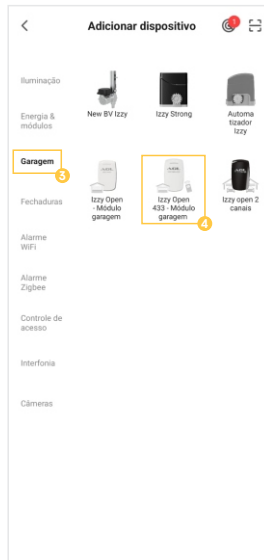 Adicionar dispositivo
1
Iluminação
Energia &
módulos
Garagem
3
Fechaduras
Alarme
WiFi
Alarme
Zigbee
Controle de
acesso
Interfonia
Câmeras
New BV Izzy
Izzy Strong
Automa
tizador
Izzy
Izzy Open
- Módulo
garagem
Izzy Open
433 - Módulo
garagem
4
Izzy open 2
canais